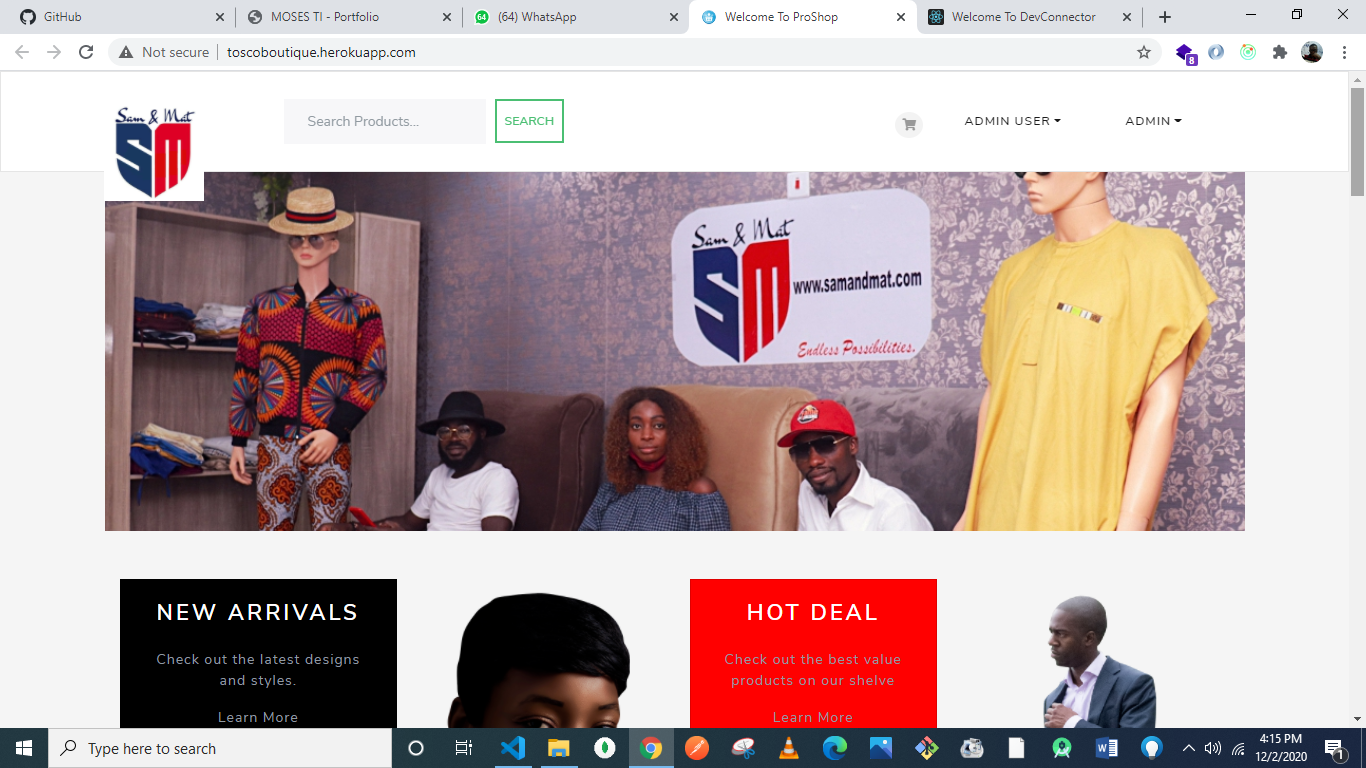 GitHub
MOSES TI - Portfolio
64
(64) WhatsApp
Welcome To ProShop
Welcome To DevConnector
Not secure
toscoboutique.herokuapp.com
8
Sam & Mat
SM
Search Products...
SEARCH
ADMIN USER
ADMIN
Sam & Mat
SM
www.samandmat.com
Endless Possibilities.
NEW ARRIVALS
Check out the latest designs
and styles.
Learn More
HOT DEAL
Check out the best value
products on our shelve
Learn More
Type here to search
W
4:15 PM
12/2/2020
1